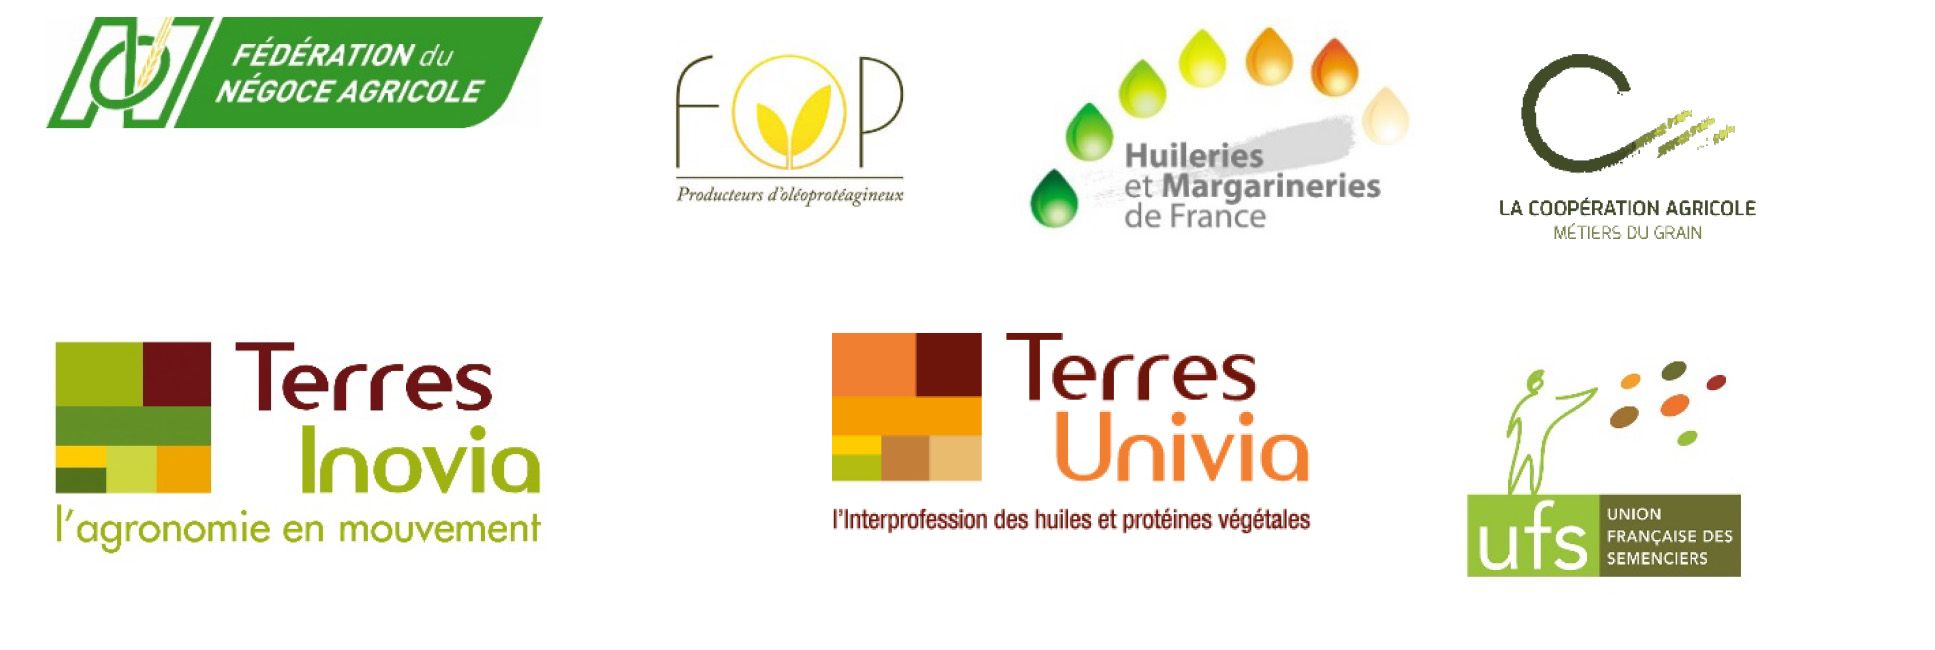 FÉDÉRATION du
NÉGOCE AGRICOLE
FOP
Producteurs d'oléoprotéagineux
Huileries
et Margarineries
de France
LA COOPÉRATION AGRICOLE
MÉTIERS DU GRAIN
Terres
Inovia
l'agronomie en mouvement
Terres
Univia
l'Interprofession des huiles et protéines végétales
ufs
UNION
FRANÇAISE DES
SEMENCIERS